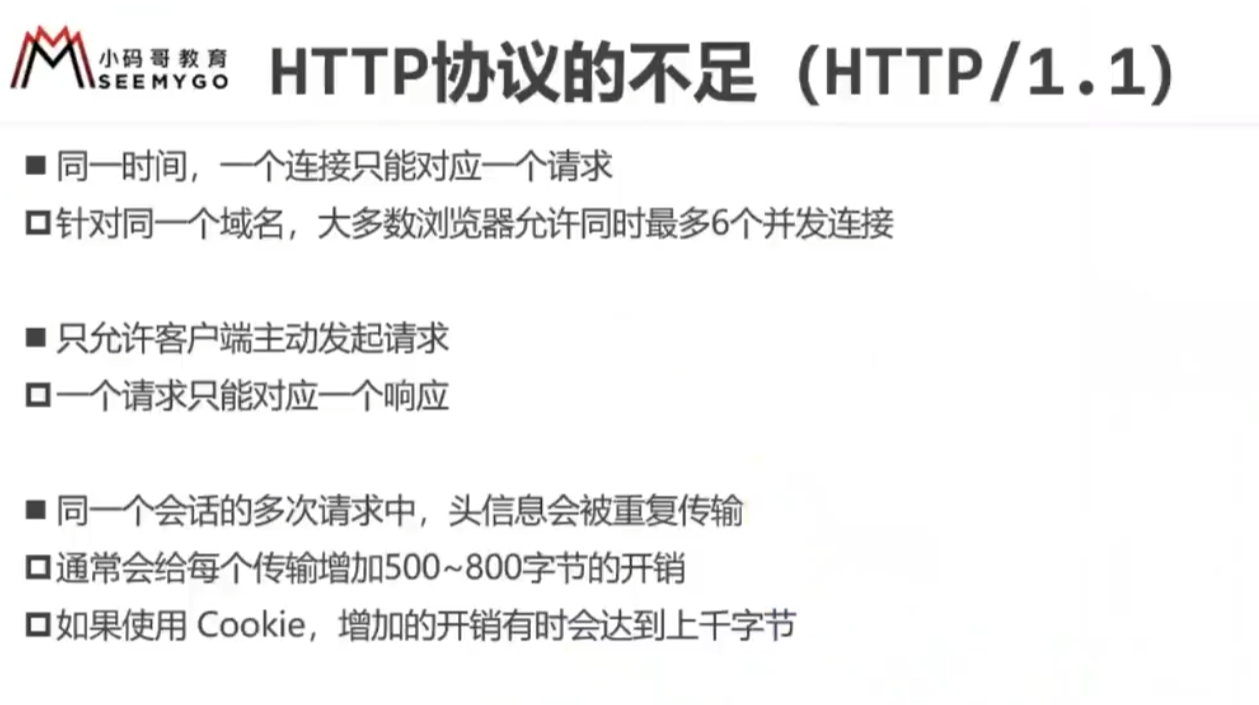 小码哥教育
SEEMYGO
HTTP协议的不足（HTTP/1.1）
■ 同一时间，一个连接只能对应一个请求
□ 针对同一个域名，大多数浏览器允许同时最多6个并发连接
■ 只允许客户端主动发起请求
□ 一个请求只能对应一个响应
■ 同一个会话的多次请求中，头信息会被重复传输
□ 通常会给每个传输增加500~800字节的开销
□ 如果使用 Cookie，增加的开销有时会达到上千字节